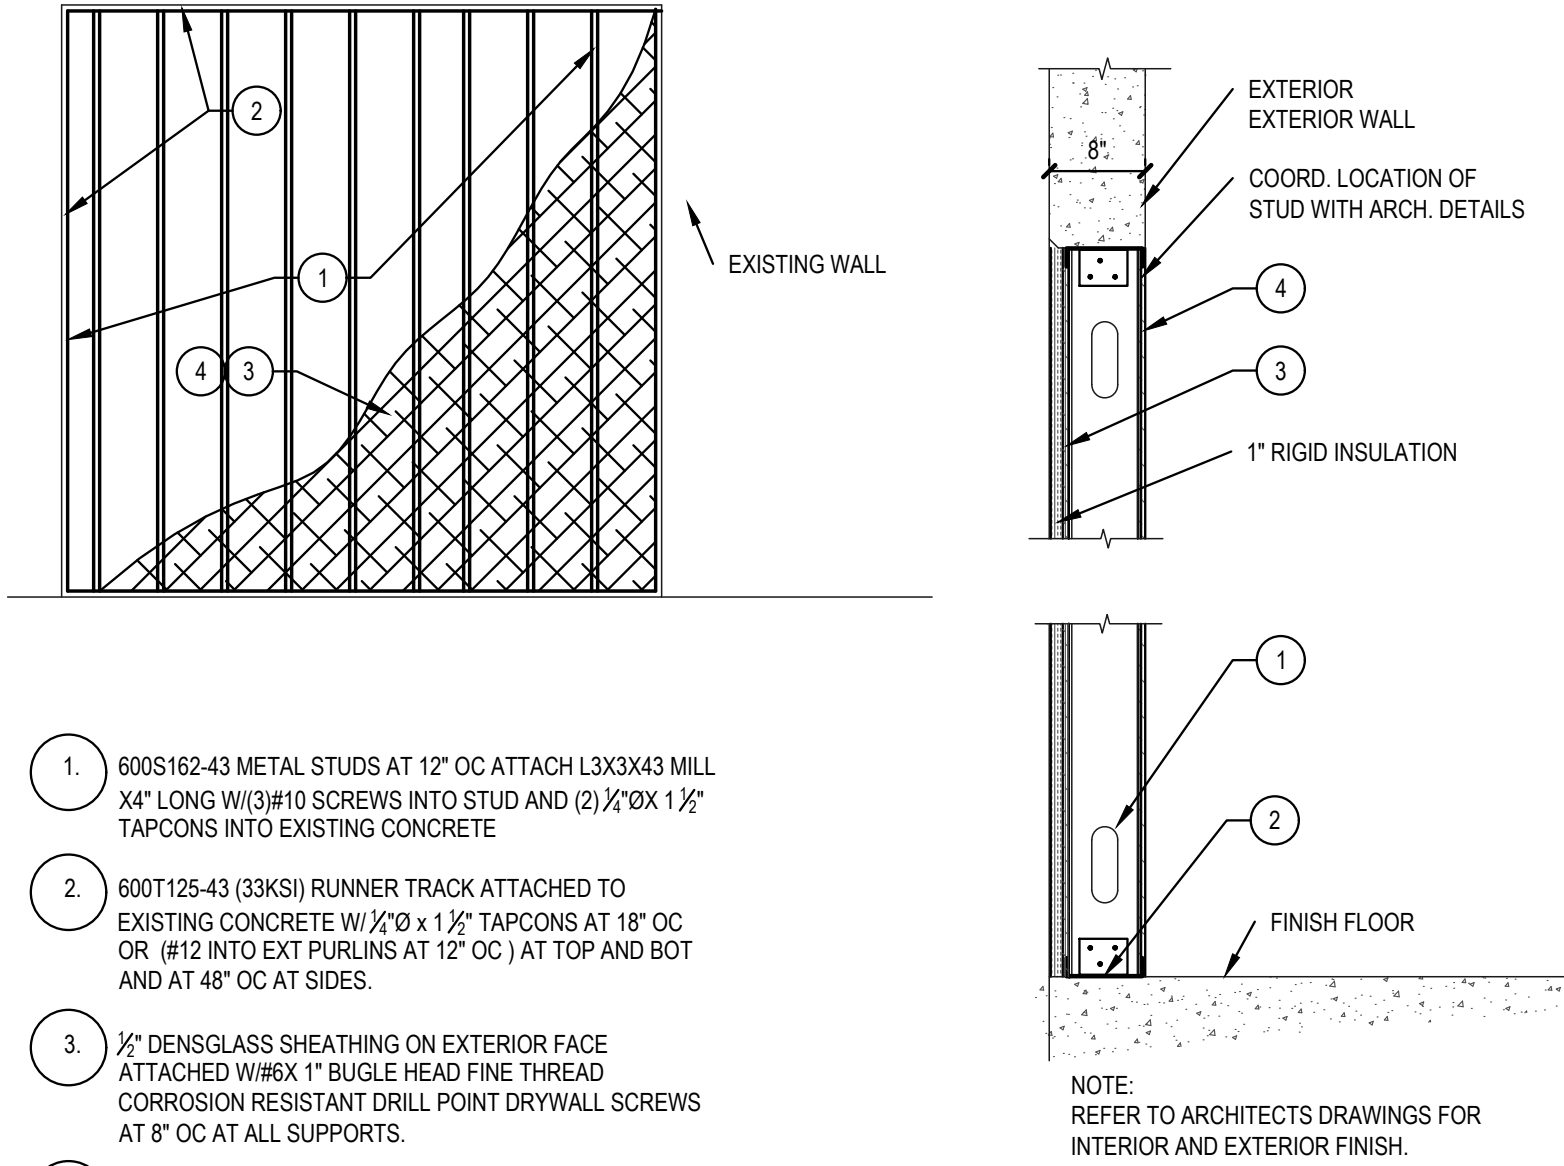 2
1
EXISTING WALL
4
3
EXTERIOR
EXTERIOR WALL
8"
COORD. LOCATION OF
STUD WITH ARCH. DETAILS
4
3
1" RIGID INSULATION
1
2
FINISH FLOOR
NOTE:
REFER TO ARCHITECTS DRAWINGS FOR
INTERIOR AND EXTERIOR FINISH.
1. 600S162-43 METAL STUDS AT 12" OC ATTACH L3X3X43 MILL
X4" LONG W/(3)#10 SCREWS INTO STUD AND (2) 1/4"ØX 1 1/2"
TAPCONS INTO EXISTING CONCRETE
2. 600T125-43 (33KSI) RUNNER TRACK ATTACHED TO
EXISTING CONCRETE W/ 1/4"Ø x 1 1/2" TAPCONS AT 18" OC
OR (#12 INTO EXT PURLINS AT 12" OC ) AT TOP AND BOT
AND AT 48" OC AT SIDES.
3. 1/2" DENSGLASS SHEATHING ON EXTERIOR FACE
ATTACHED W/#6X 1" BUGLE HEAD FINE THREAD
CORROSION RESISTANT DRILL POINT DRYWALL SCREWS
AT 8" OC AT ALL SUPPORTS.